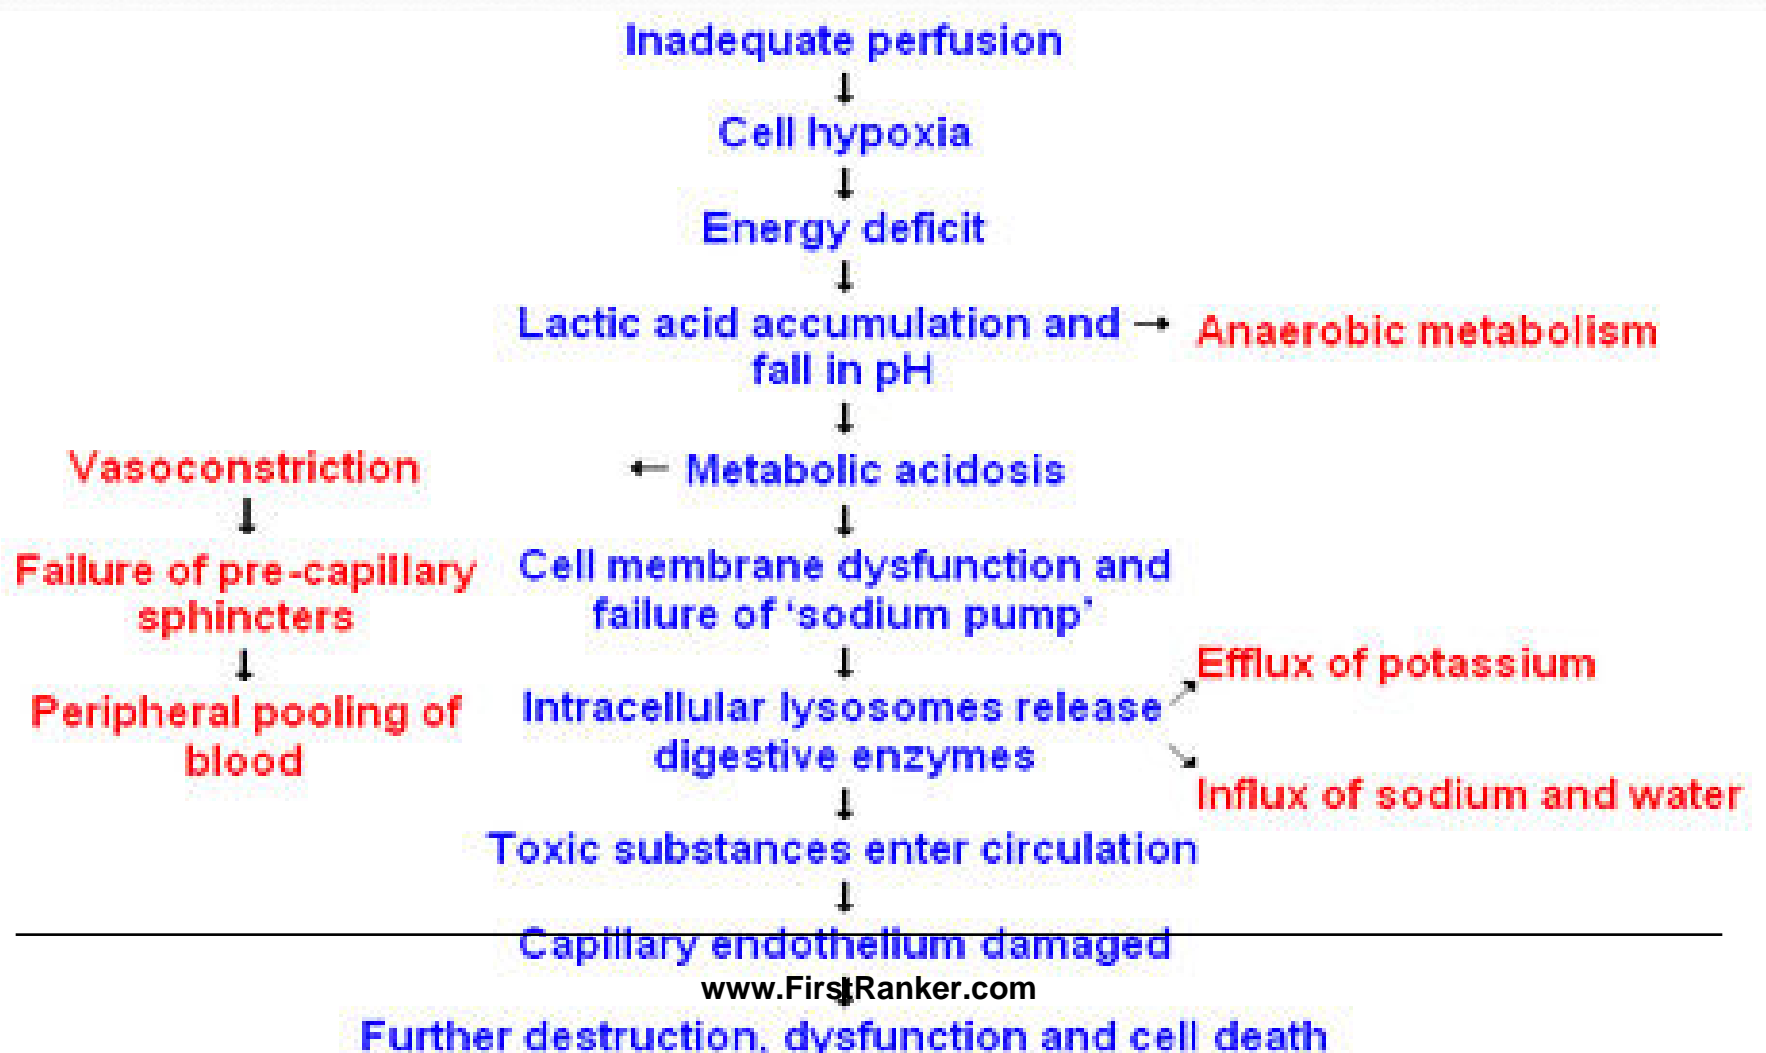 Inadequate perfusion
Cell hypoxia
Energy deficit
Lactic acid accumulation and
fall in pH
Anaerobic metabolism
Vasoconstriction
Metabolic acidosis
Failure of pre-capillary
sphincters
Cell membrane dysfunction and
failure of ‘sodium pump’
Peripheral pooling of
blood
Intracellular lysosomes release
digestive enzymes
Efflux of potassium
Influx of sodium and water
Toxic substances enter circulation
Capillary endothelium damaged
www.FirstRanker.com
Further destruction, dysfunction and cell death